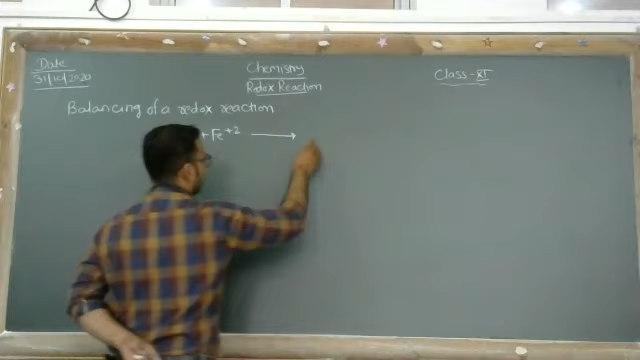 Date
31/10/2020
Chemistry
Redox Reaction
Class - XI
Balancing of a redox reaction
+ Fe⁺² ⟶